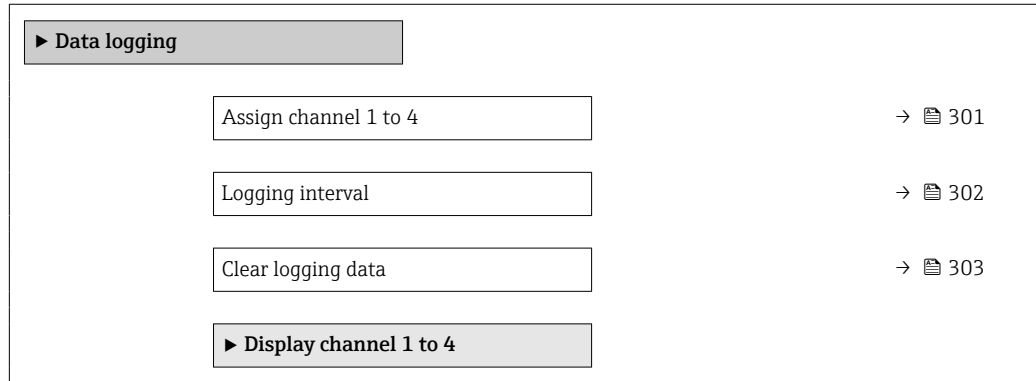 ▶ Data logging
Assign channel 1 to 4 → 301
Logging interval → 302
Clear logging data → 303
▶ Display channel 1 to 4